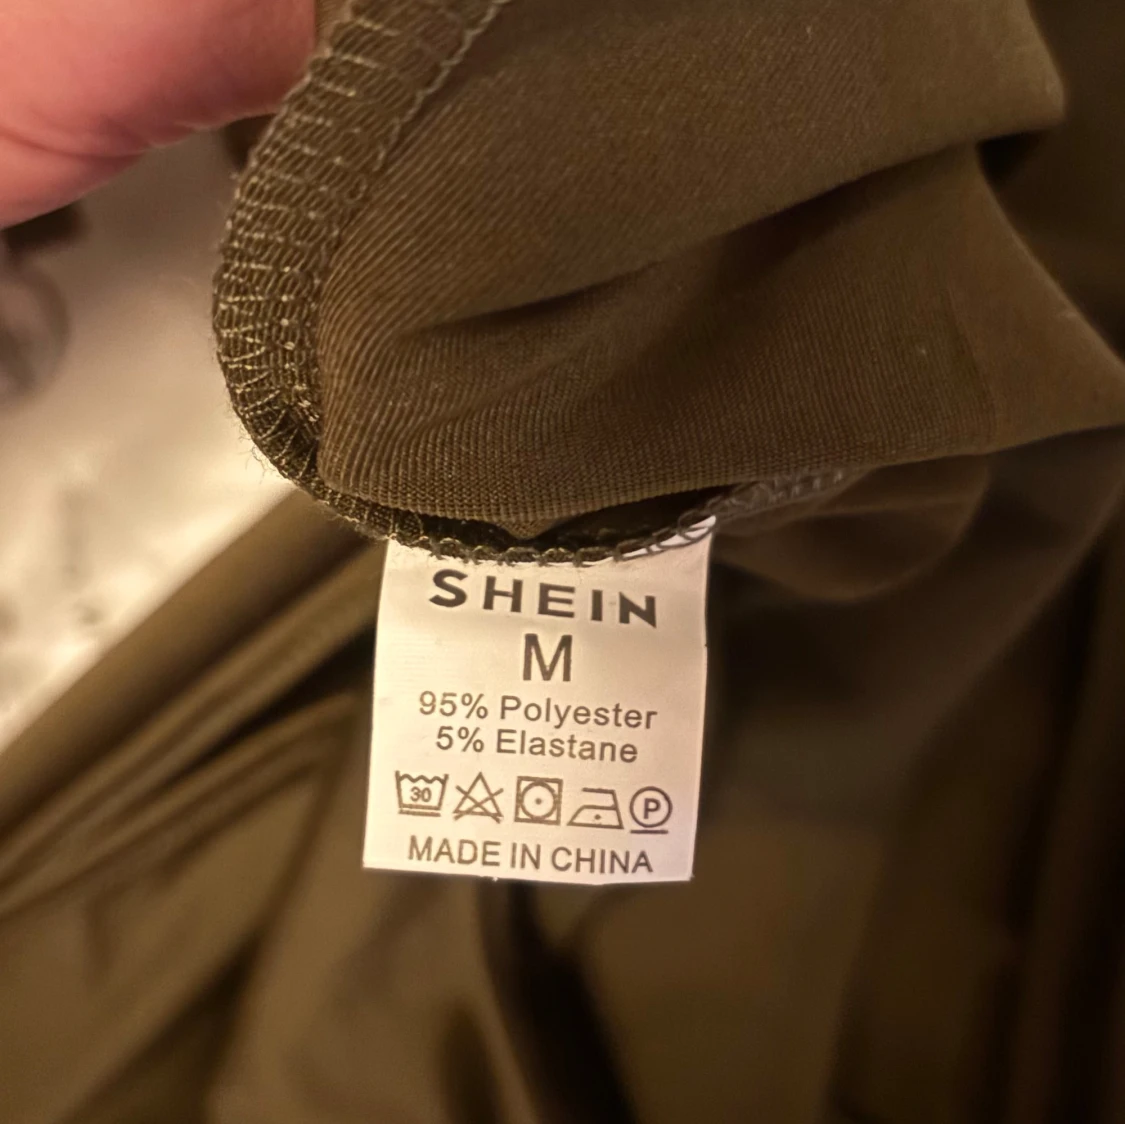 SHEIN
M
95% Polyester
5% Elastane
30 P
MADE IN CHINA